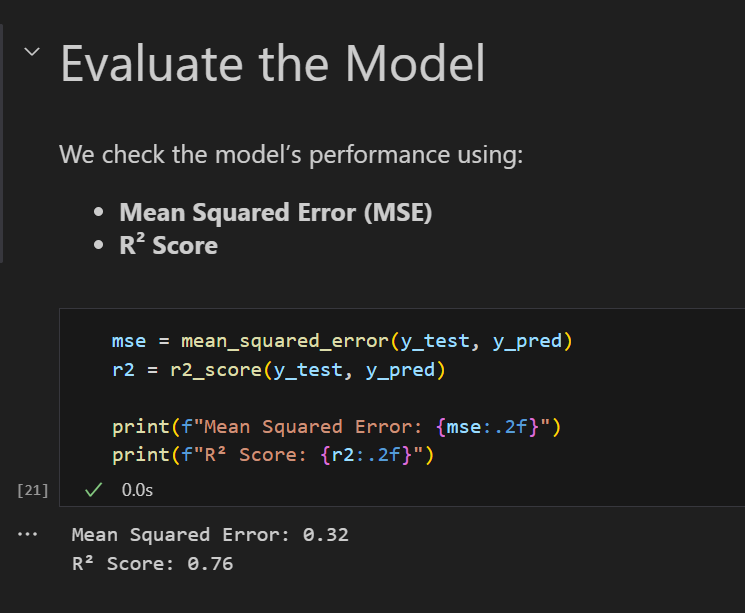 Evaluate the Model
We check the model’s performance using:
• Mean Squared Error (MSE)
• R² Score
mse = mean_squared_error(y_test, y_pred)
r2 = r2_score(y_test, y_pred)
print(f"Mean Squared Error: {mse:.2f}")
print(f"R² Score: {r2:.2f}")
[21] ✓ 0.0s
··· Mean Squared Error: 0.32
R² Score: 0.76